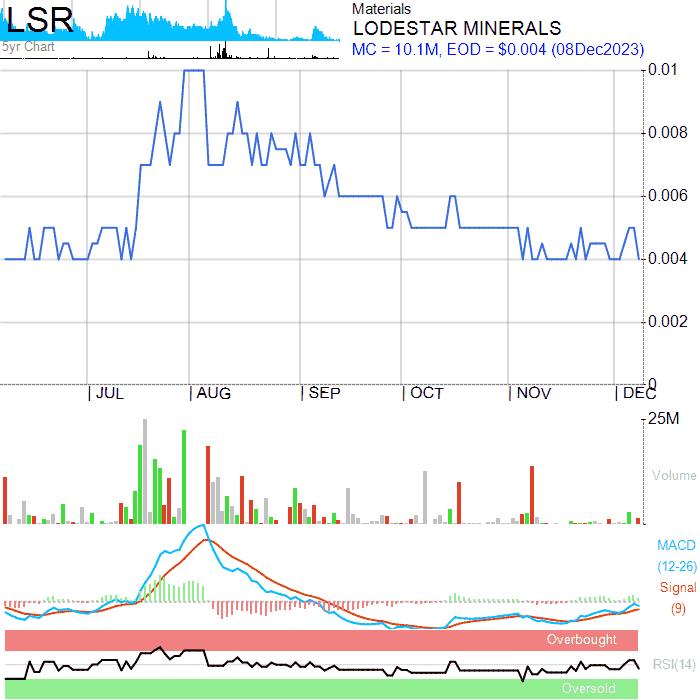 LSR
5yr Chart
Materials
LODESTAR MINERALS
MC = 10.1M, EOD = $0.004 (08Dec2023)
0.01
0.008
0.006
0.004
0.002
0
JUL AUG SEP OCT NOV DEC
25M
Volume
MACD
(12-26)
Signal
(9)
Overbought
RSI(14)
Oversold